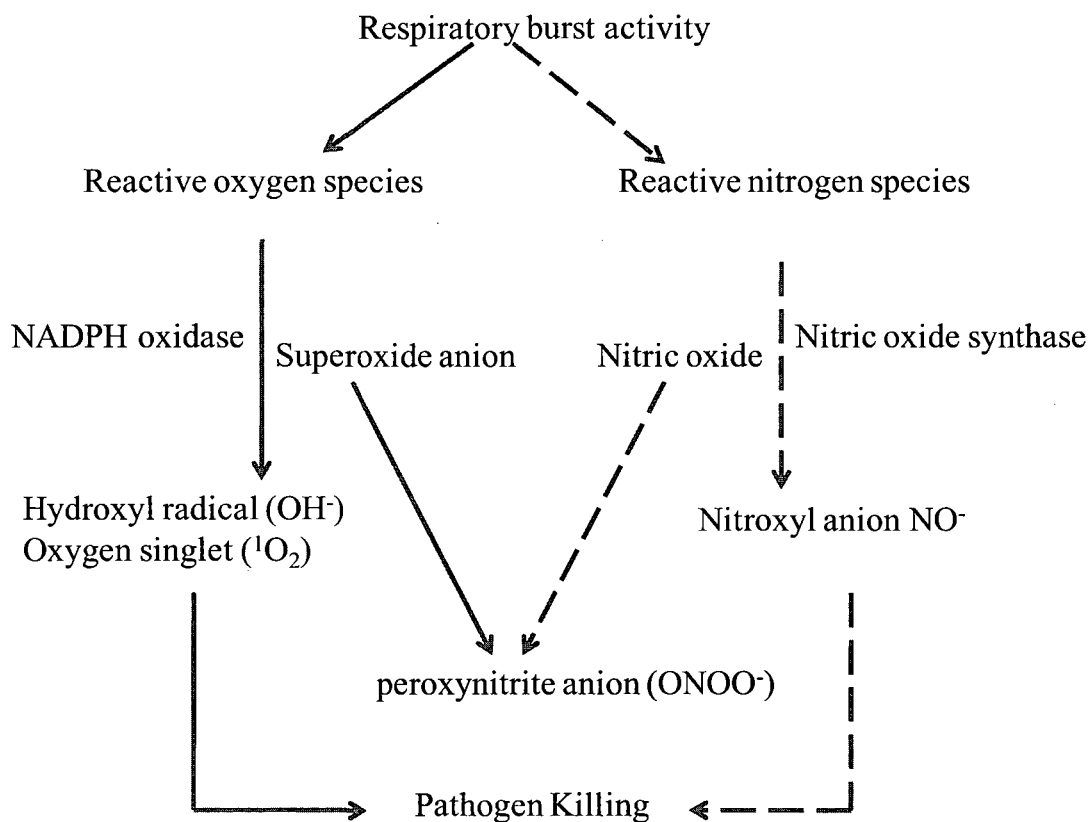 Respiratory burst activity
Reactive oxygen species
Reactive nitrogen species
NADPH oxidase
Superoxide anion
Nitric oxide
Nitric oxide synthase
Hydroxyl radical (OH⁻)
Oxygen singlet (¹O₂)
Nitroxyl anion NO⁻
peroxynitrite anion (ONOO⁻)
Pathogen Killing